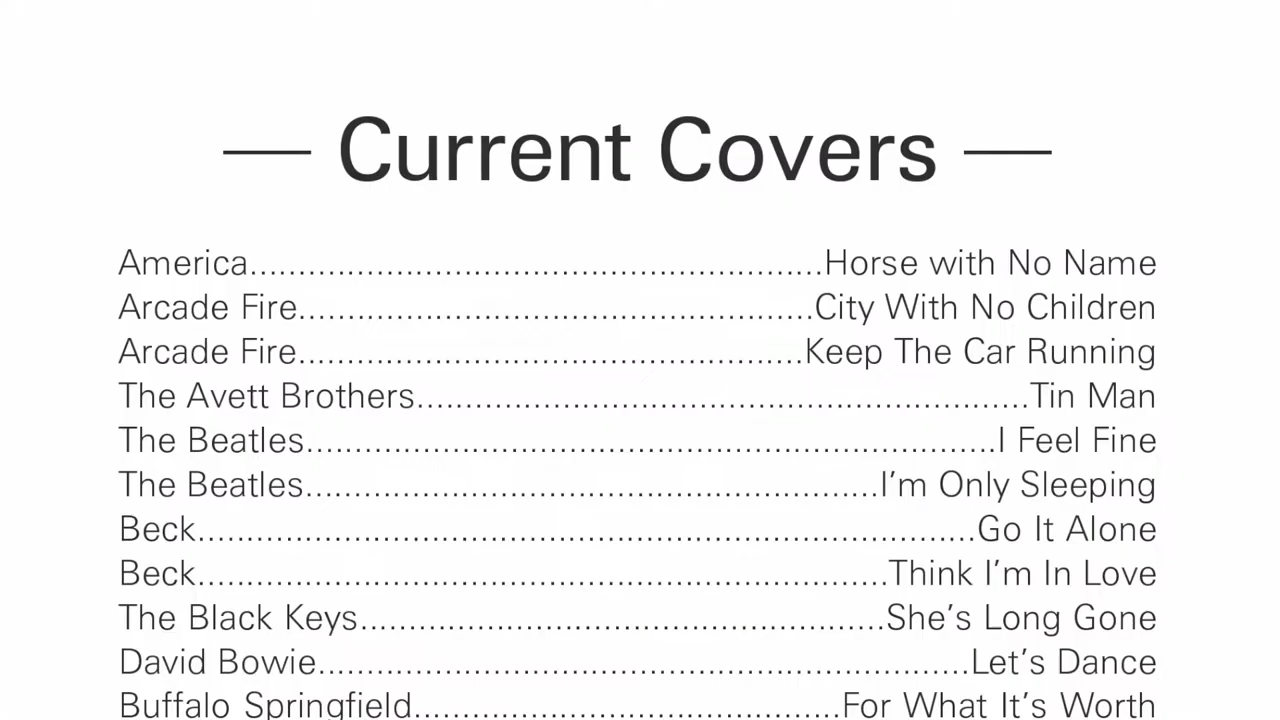 — Current Covers —
America...........................................................Horse with No Name
Arcade Fire.....................................................City With No Children
Arcade Fire....................................................Keep The Car Running
The Avett Brothers...............................................................Tin Man
The Beatles.......................................................................I Feel Fine
The Beatles...........................................................I’m Only Sleeping
Beck................................................................................Go It Alone
Beck.......................................................................Think I’m In Love
The Black Keys......................................................She’s Long Gone
David Bowie...................................................................Let’s Dance
Buffalo Springfield............................................For What It’s Worth